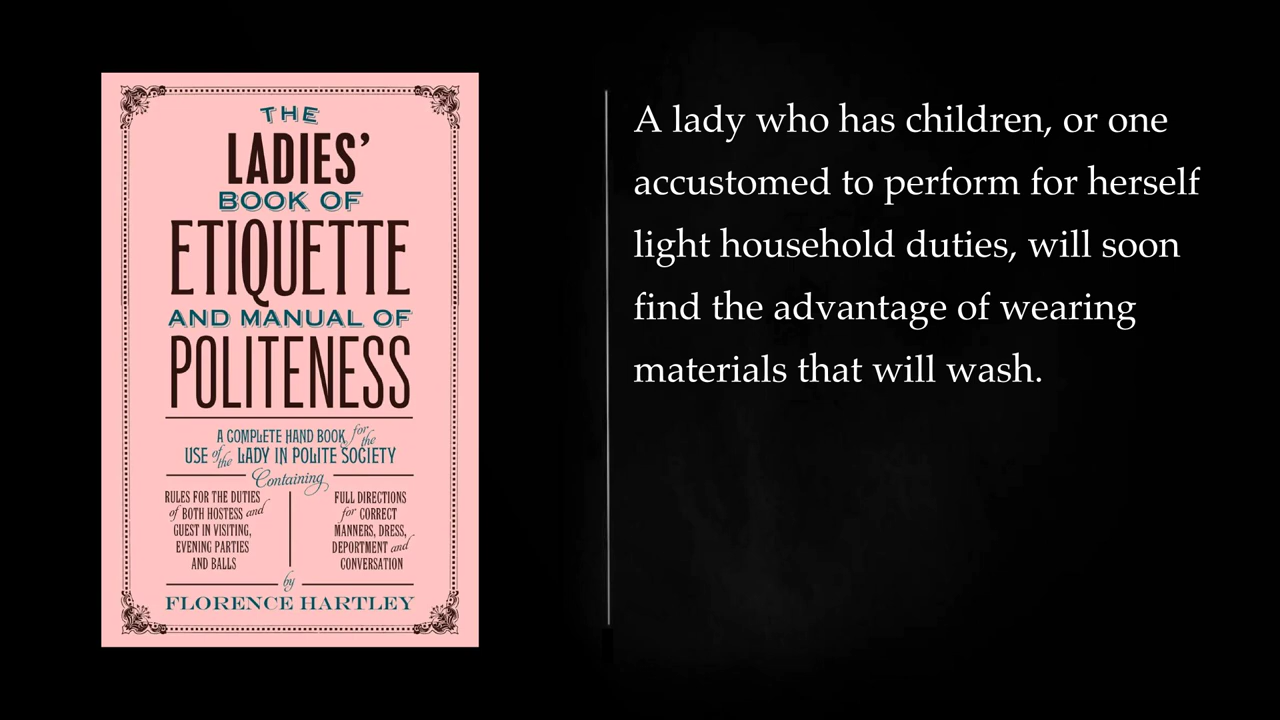 THE
LADIES'
BOOK OF
ETIQUETTE
AND MANUAL OF
POLITENESS
A COMPLETE HAND BOOK for the
USE of the LADY IN POLITE SOCIETY
Containing
RULES FOR THE DUTIES
of BOTH HOSTESS and
GUEST IN VISITING,
EVENING PARTIES
AND BALLS
FULL DIRECTIONS
for CORRECT
MANNERS, DRESS,
DEPORTMENT and
CONVERSATION
by
FLORENCE HARTLEY
A lady who has children, or one
accustomed to perform for herself
light household duties, will soon
find the advantage of wearing
materials that will wash.